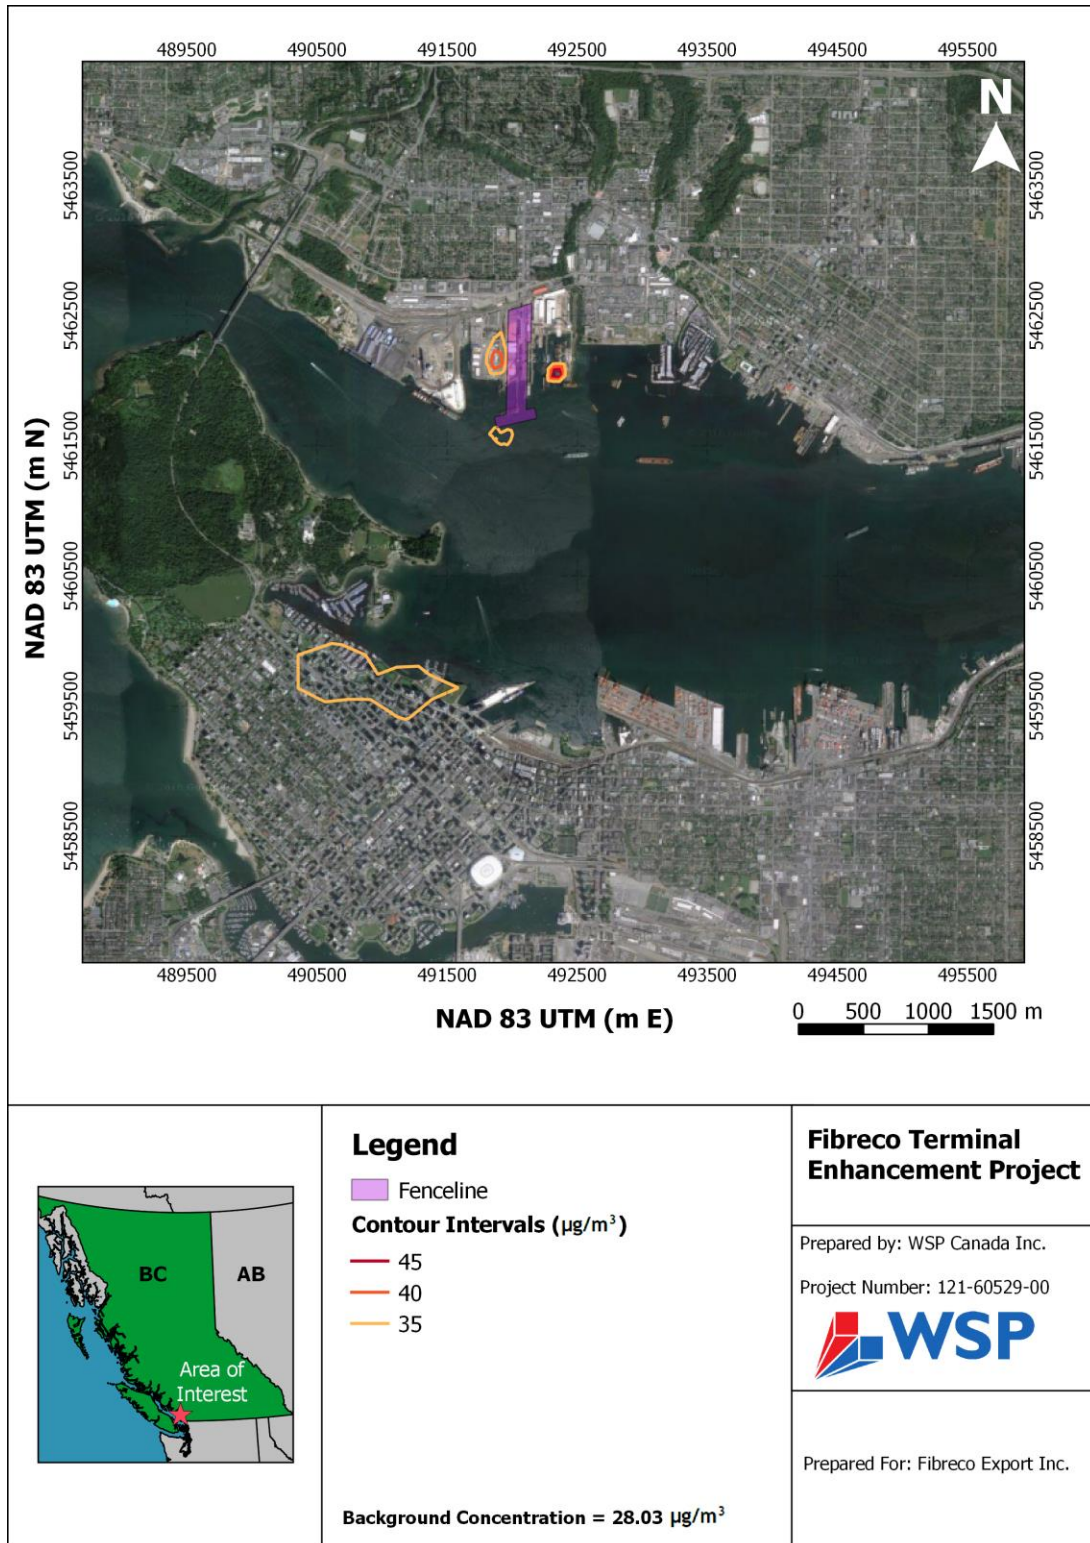 489500 490500 491500 492500 493500 494500 495500
N
5463500
5462500
5461500
5460500
5459500
5458500
NAD 83 UTM (m N)
5463500
5462500
5461500
5460500
5459500
5458500
489500 490500 491500 492500 493500 494500 495500
NAD 83 UTM (m E)
0 500 1000 1500 m
BC
AB
Area of
Interest
Legend
Fenceline
Contour Intervals (µg/m³)
45
40
35
Background Concentration = 28.03 µg/m³
Fibreco Terminal
Enhancement Project
Prepared by: WSP Canada Inc.
Project Number: 121-60529-00
WSP
Prepared For: Fibreco Export Inc.